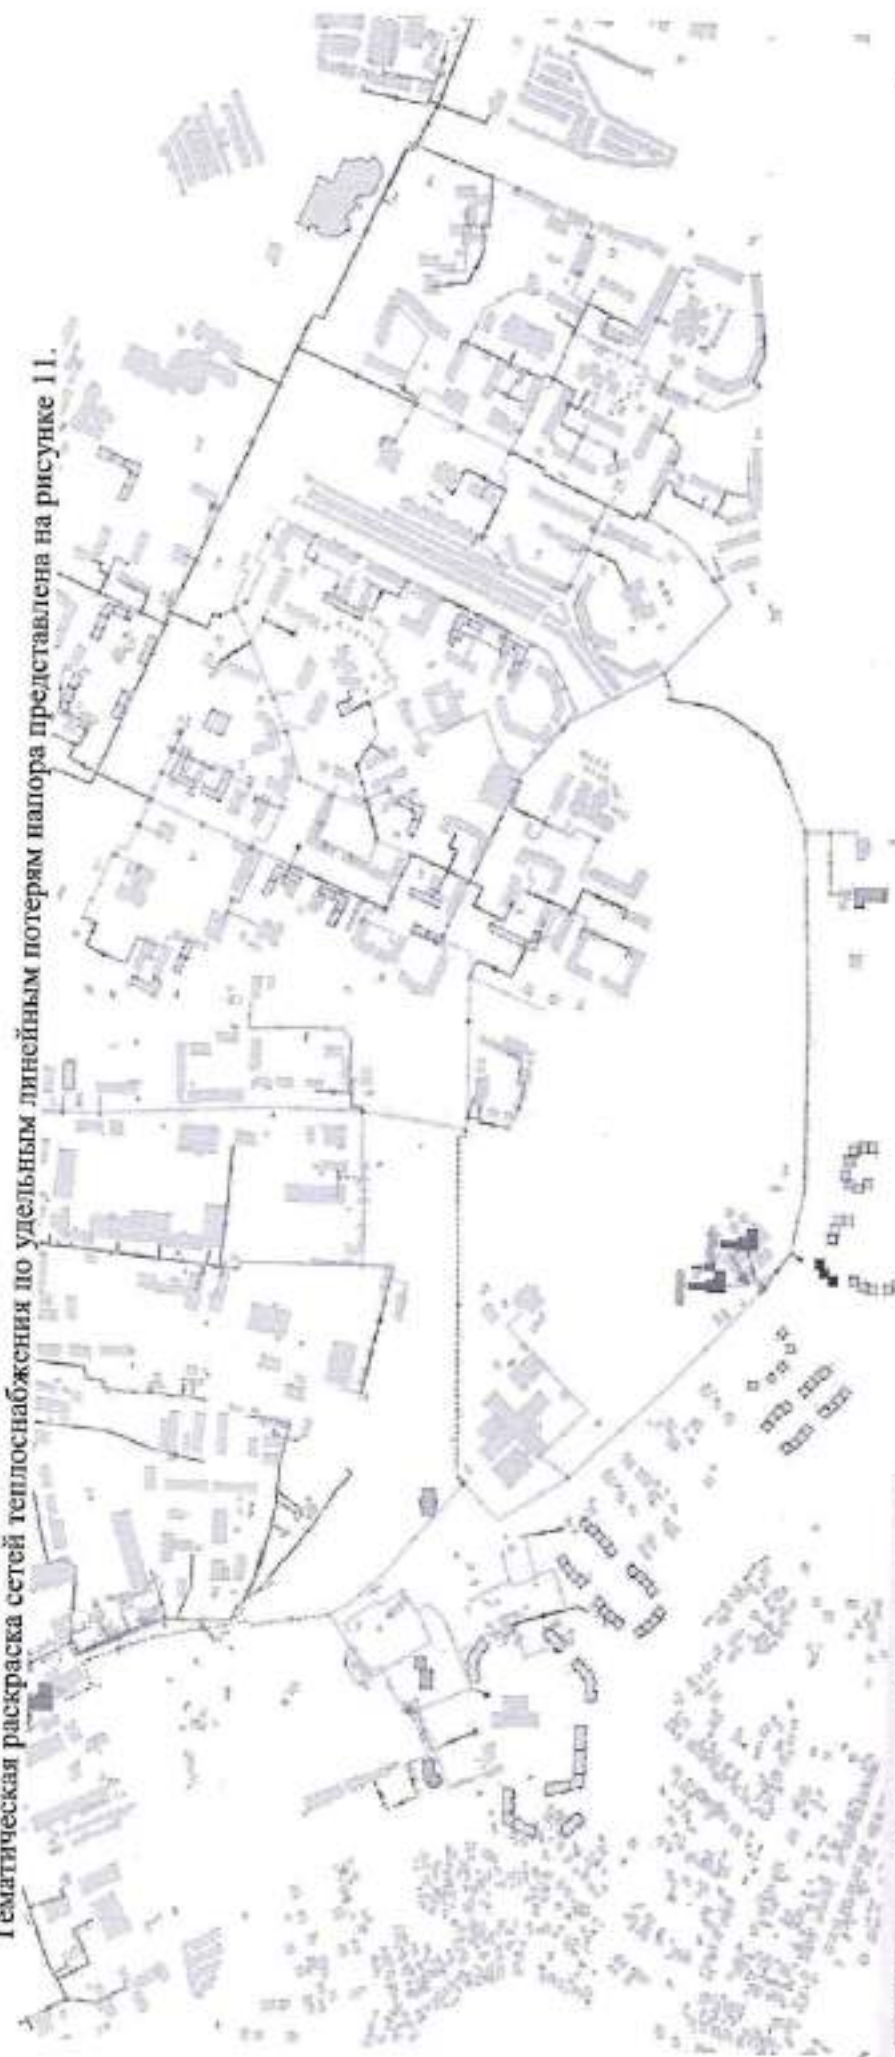 Тематическая раскраска сетей теплоснабжения по удельным линейным потерям напора представлена на рисунке 11.